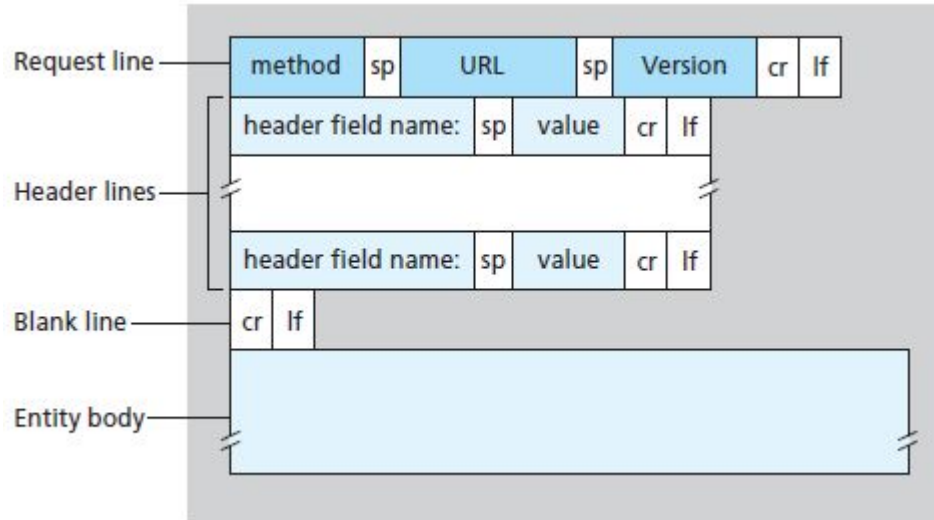 Request line method sp URL sp Version cr lf
header field name: sp value cr lf
Header lines
header field name: sp value cr lf
Blank line cr lf
Entity body